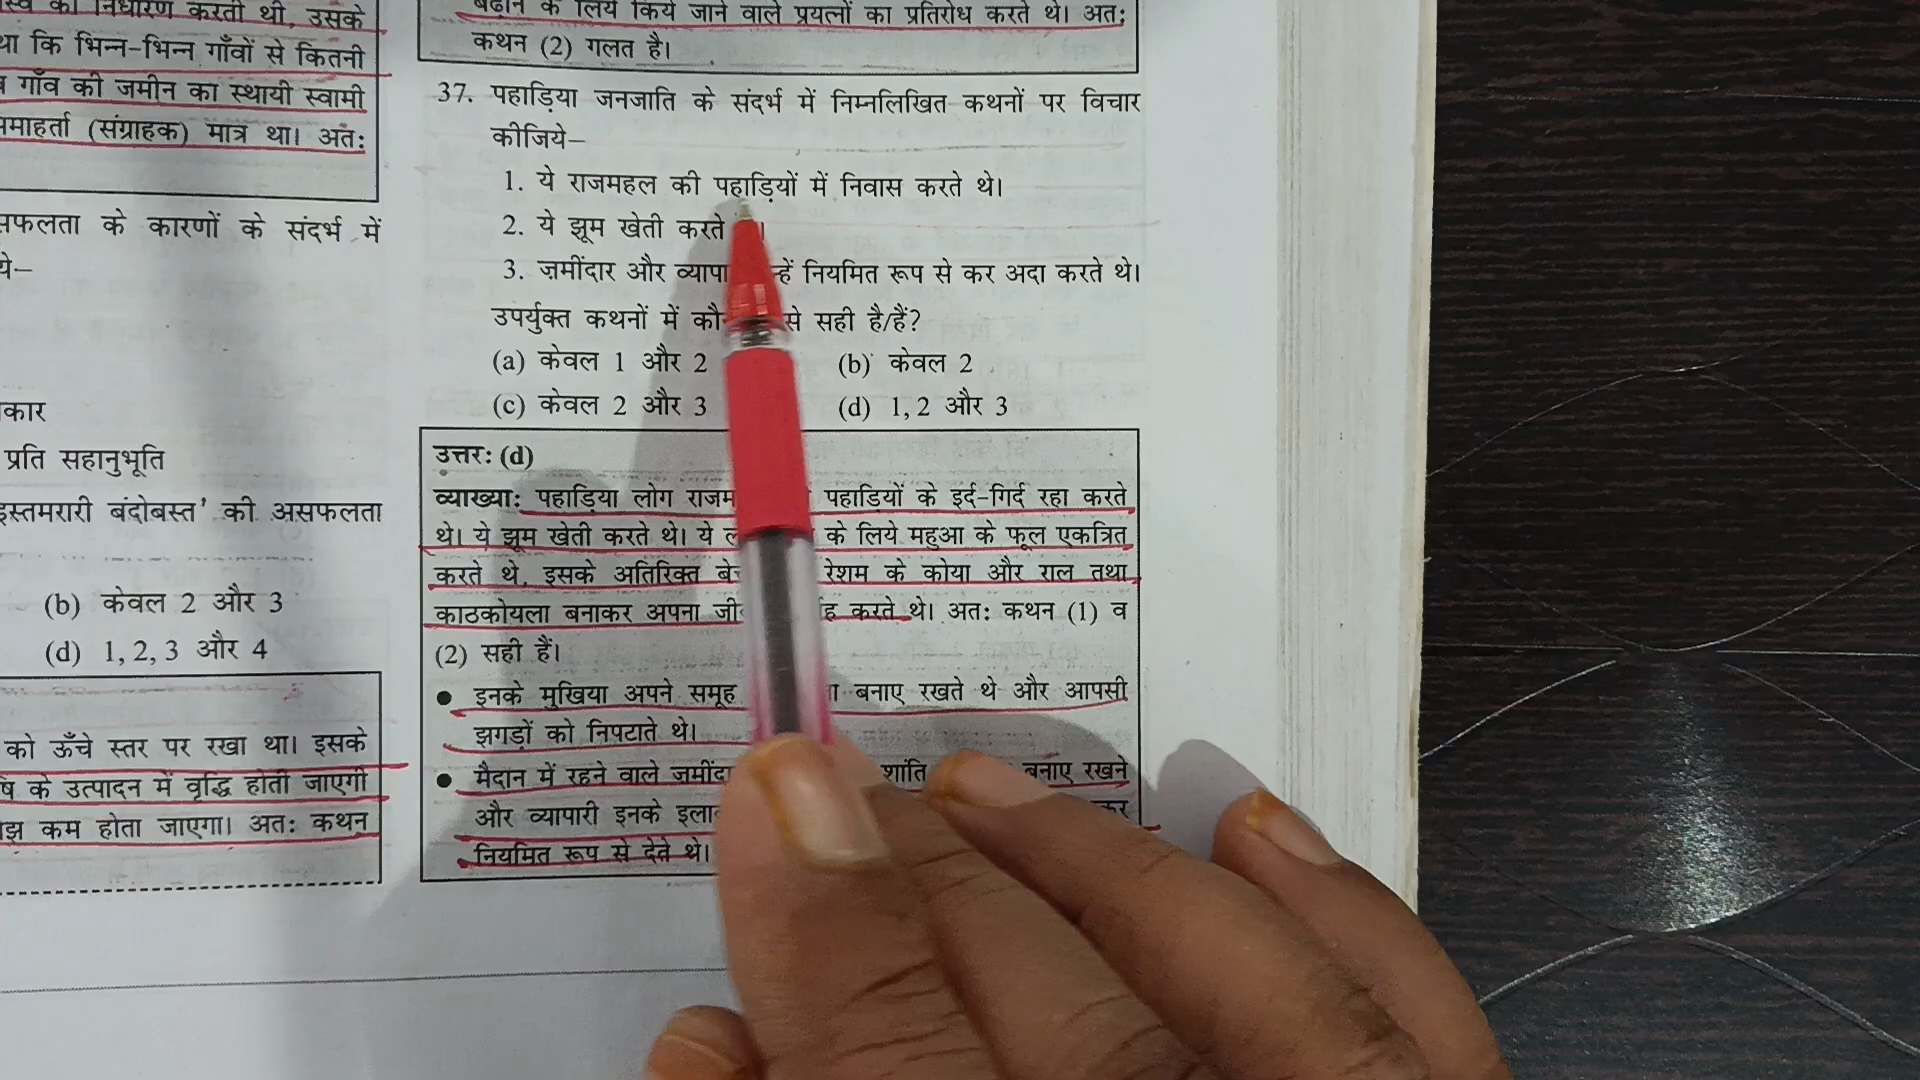 निर्धारण करती थी, उसके
था कि भिन्न-भिन्न गाँवों से कितनी
गाँव की जमीन का स्थायी स्वामी
समाहर्ता (संग्राहक) मात्र था। अतः
सफलता के कारणों के संदर्भ में
ये–
कार
प्रति सहानुभूति
इस्तमरारी बंदोबस्त' की असफलता
(b) केवल 2 और 3
(d) 1, 2, 3 और 4
को ऊँचे स्तर पर रखा था। इसके
के उत्पादन में वृद्धि होती जाएगी
कम होता जाएगा। अतः कथन
बढ़ाने के लिये किये जाने वाले प्रयत्नों का प्रतिरोध करते थे। अतः
कथन (2) गलत है।
37. पहाड़िया जनजाति के संदर्भ में निम्नलिखित कथनों पर विचार
कीजिये–
1. ये राजमहल की पहाड़ियों में निवास करते थे।
2. ये झूम खेती करते
3. ज़मींदार और नियमित रूप से कर अदा करते थे।
उपर्युक्त कथनों में से सही है/हैं?
(a) केवल 1 और 2 (b) केवल 2
(c) केवल 2 और 3 (d) 1, 2 और 3
उत्तर: (d)
व्याख्या: पहाड़िया लोग पहाडियों के इर्द-गिर्द रहा करते
थे। ये झूम खेती करते थे। ये के लिये महुआ के फूल एकत्रित
करते थे, इसके अतिरिक्त रेशम के कोया और राल तथा
काठकोयला बनाकर अपना करते थे। अतः कथन (1) व
(2) सही हैं।
● इनके मुखिया अपने समूह बनाए रखते थे और आपसी
झगड़ों को निपटाते थे।
● मैदान में रहने वाले शांति बनाए रखने
और व्यापारी इनके कर
नियमित रूप से देते थे।